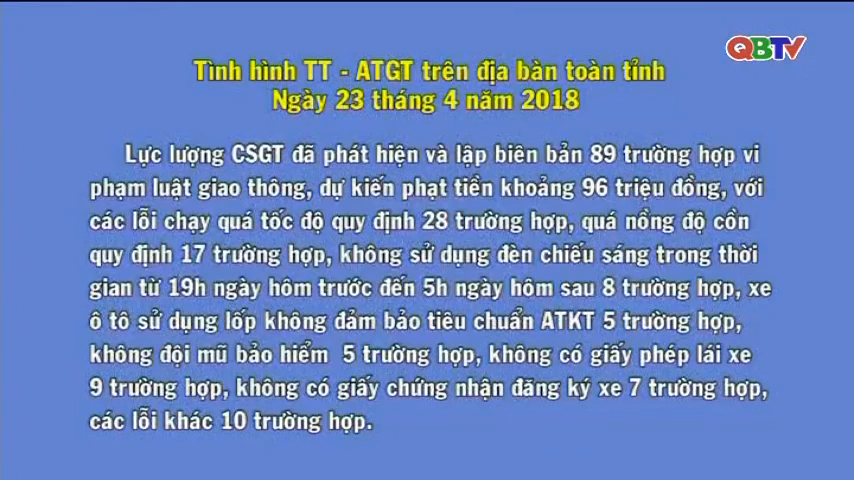 QBTV
Tình hình TT - ATGT trên địa bàn toàn tỉnh
Ngày 23 tháng 4 năm 2018
Lực lượng CSGT đã phát hiện và lập biên bản 89 trường hợp vi
phạm luật giao thông, dự kiến phạt tiền khoảng 96 triệu đồng, với
các lỗi chạy quá tốc độ quy định 28 trường hợp, quá nồng độ cồn
quy định 17 trường hợp, không sử dụng đèn chiếu sáng trong thời
gian từ 19h ngày hôm trước đến 5h ngày hôm sau 8 trường hợp, xe
ô tô sử dụng lốp không đảm bảo tiêu chuẩn ATKT 5 trường hợp,
không đội mũ bảo hiểm 5 trường hợp, không có giấy phép lái xe
9 trường hợp, không có giấy chứng nhận đăng ký xe 7 trường hợp,
các lỗi khác 10 trường hợp.